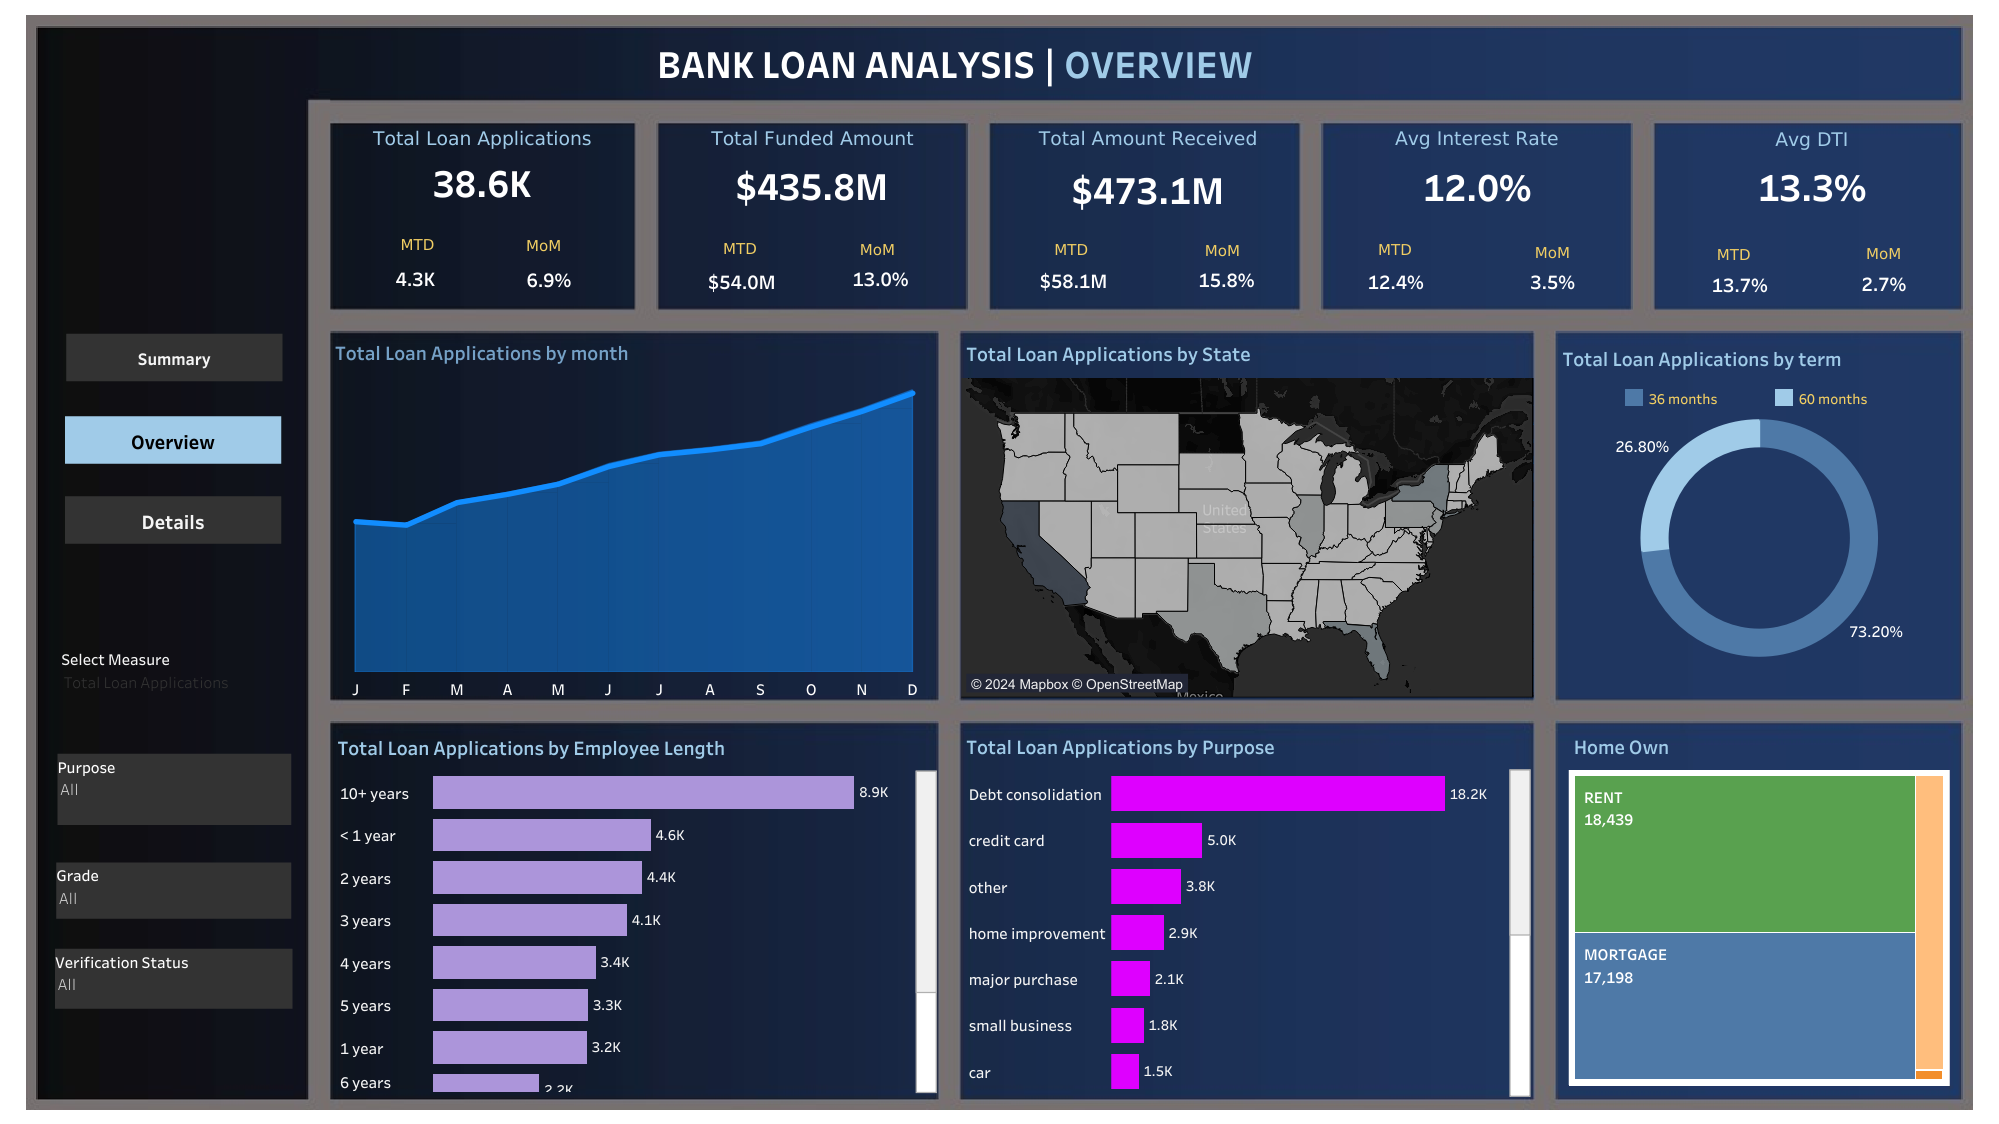 BANK LOAN ANALYSIS | OVERVIEW
Total Loan Applications
38.6K
MTD MoM
4.3K 6.9%
Total Funded Amount
$435.8M
MTD MoM
$54.0M 13.0%
Total Amount Received
$473.1M
MTD MoM
$58.1M 15.8%
Avg Interest Rate
12.0%
MTD MoM
12.4% 3.5%
Avg DTI
13.3%
MTD MoM
13.7% 2.7%
Summary
Overview
Details
Select Measure
Total Loan Applications
Purpose
All
Grade
All
Verification Status
All
Total Loan Applications by month
J F M A M J J A S O N D
Total Loan Applications by State
United
States
Mexico
© 2024 Mapbox © OpenStreetMap
Total Loan Applications by term
36 months 60 months
26.80%
73.20%
Total Loan Applications by Employee Length
10+ years 8.9K
< 1 year 4.6K
2 years 4.4K
3 years 4.1K
4 years 3.4K
5 years 3.3K
1 year 3.2K
6 years 2.2K
Total Loan Applications by Purpose
Debt consolidation 18.2K
credit card 5.0K
other 3.8K
home improvement 2.9K
major purchase 2.1K
small business 1.8K
car 1.5K
Home Own
RENT
18,439
MORTGAGE
17,198